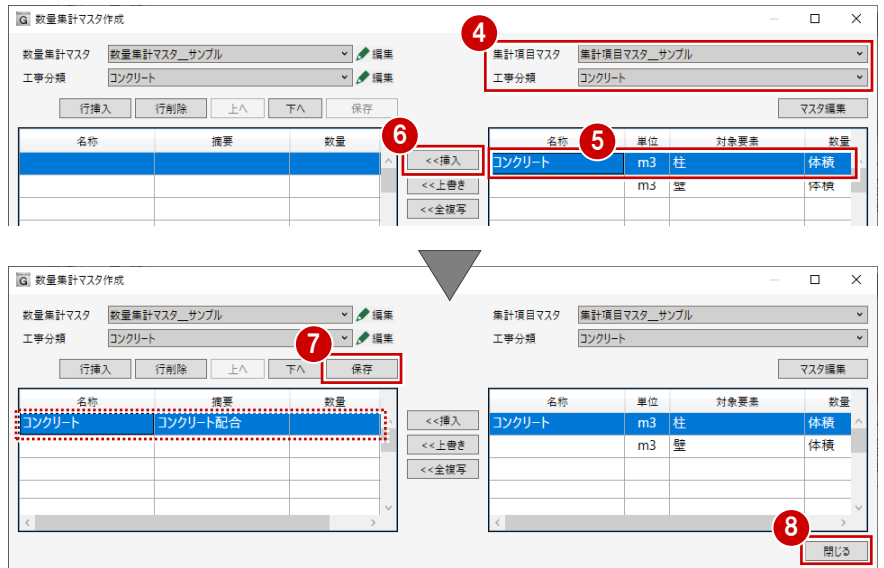 G 数量集計マスタ作成
4
数量集計マスタ 数量集計マスタ__サンプル 編集 集計項目マスタ 集計項目マスタ__サンプル
工事分類 コンクリート 編集 工事分類 コンクリート
行挿入 行削除 上へ 下へ 保存 マスタ編集
6 5
名称 摘要 数量 名称 単位 対象要素 数量
<<挿入 コンクリート m3 柱 体積
<<上書き m3 壁 体積
<<全複写
G 数量集計マスタ作成
数量集計マスタ 数量集計マスタ__サンプル 編集 集計項目マスタ 集計項目マスタ__サンプル
工事分類 コンクリート 編集 工事分類 コンクリート
7
行挿入 行削除 上へ 下へ 保存 マスタ編集
名称 摘要 数量 名称 単位 対象要素 数量
コンクリート コンクリート配合 <<挿入 コンクリート m3 柱 体積
<<上書き m3 壁 体積
<<全複写
8
閉じる